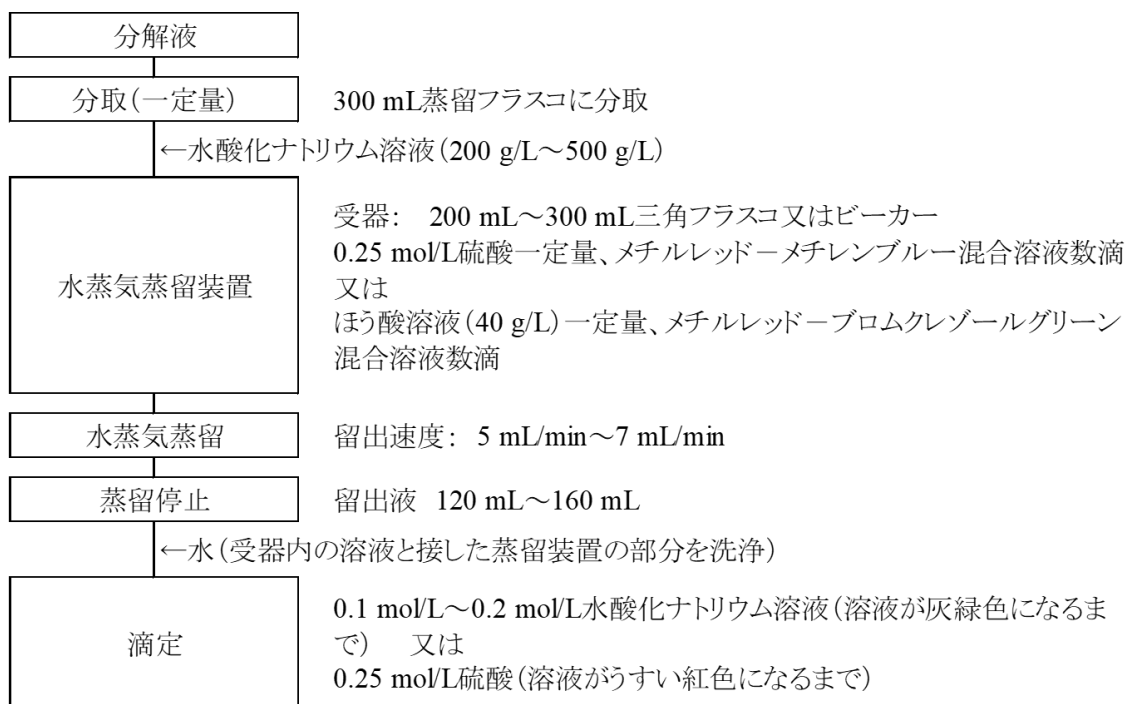 分解液
分取（一定量）
300 mL蒸留フラスコに分取
←水酸化ナトリウム溶液（200 g/L～500 g/L）
水蒸気蒸留装置
受器： 200 mL～300 mL三角フラスコ又はビーカー
0.25 mol/L硫酸一定量、メチルレッド－メチレンブルー混合溶液数滴
又は
ほう酸溶液（40 g/L）一定量、メチルレッド－ブロムクレゾールグリーン
混合溶液数滴
水蒸気蒸留
留出速度： 5 mL/min～7 mL/min
蒸留停止
留出液 120 mL～160 mL
←水（受器内の溶液と接した蒸留装置の部分を洗浄）
滴定
0.1 mol/L～0.2 mol/L水酸化ナトリウム溶液（溶液が灰緑色になるま
で） 又は
0.25 mol/L硫酸（溶液がうすい紅色になるまで）